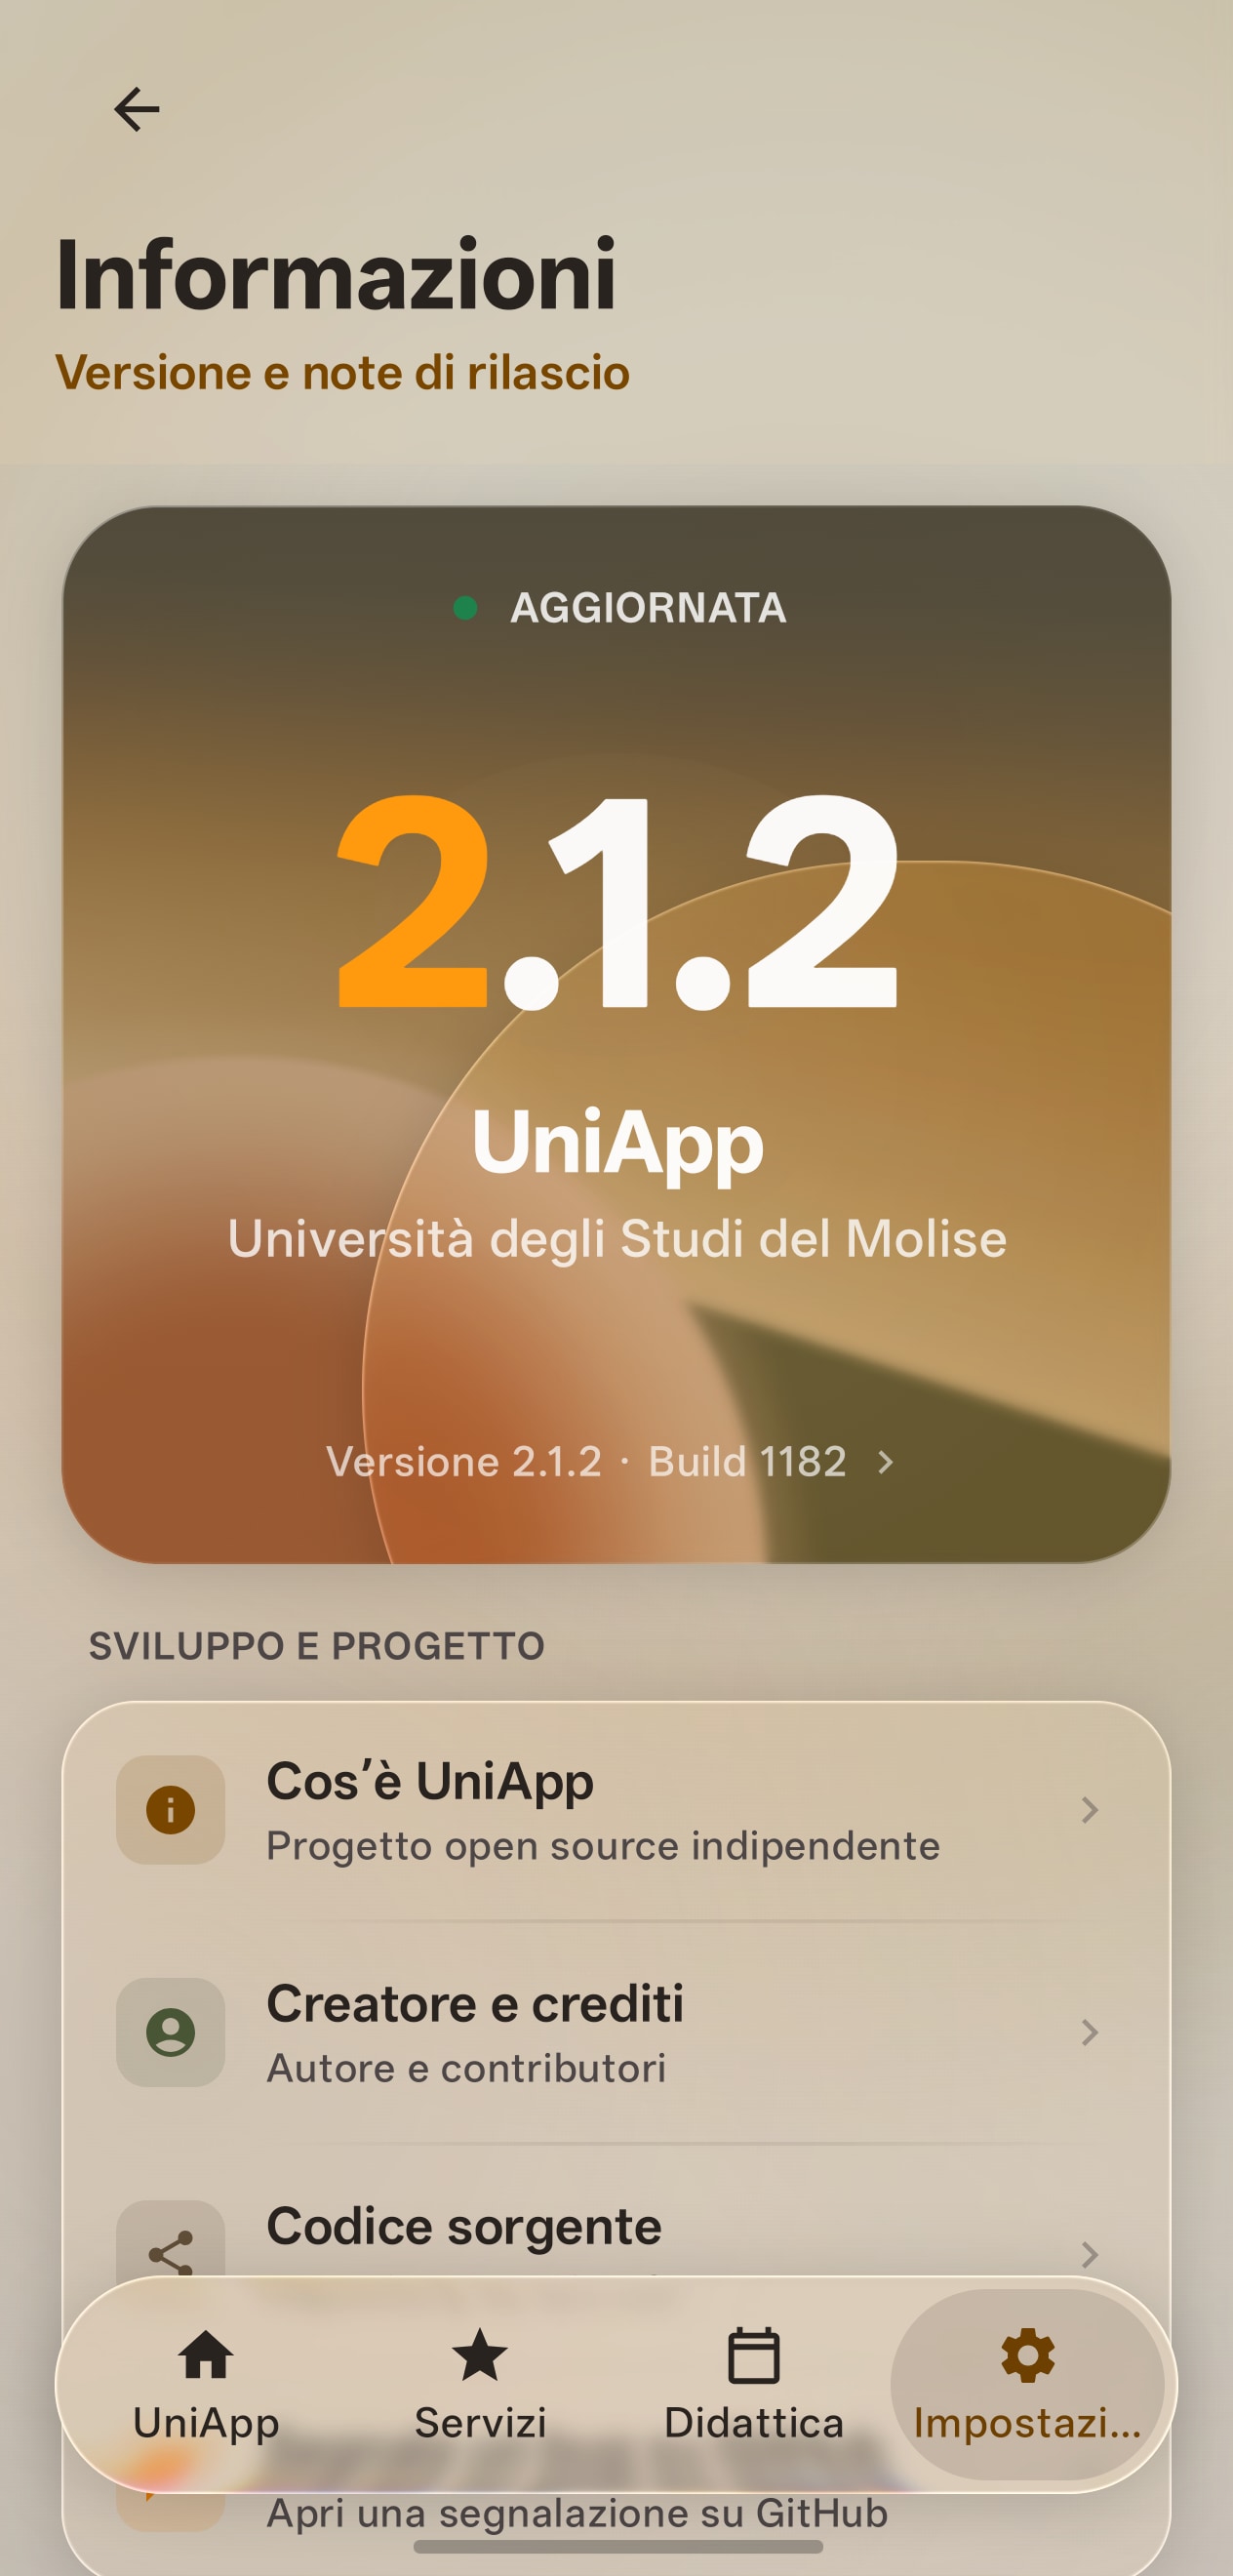 Informazioni
Versione e note di rilascio
AGGIORNATA
2.1.2
UniApp
Università degli Studi del Molise
Versione 2.1.2 · Build 1182
SVILUPPO E PROGETTO
Cos’è UniApp
Progetto open source indipendente
Creatore e crediti
Autore e contributori
Codice sorgente
UniApp
Servizi
Didattica
Impostazi...
Apri una segnalazione su GitHub